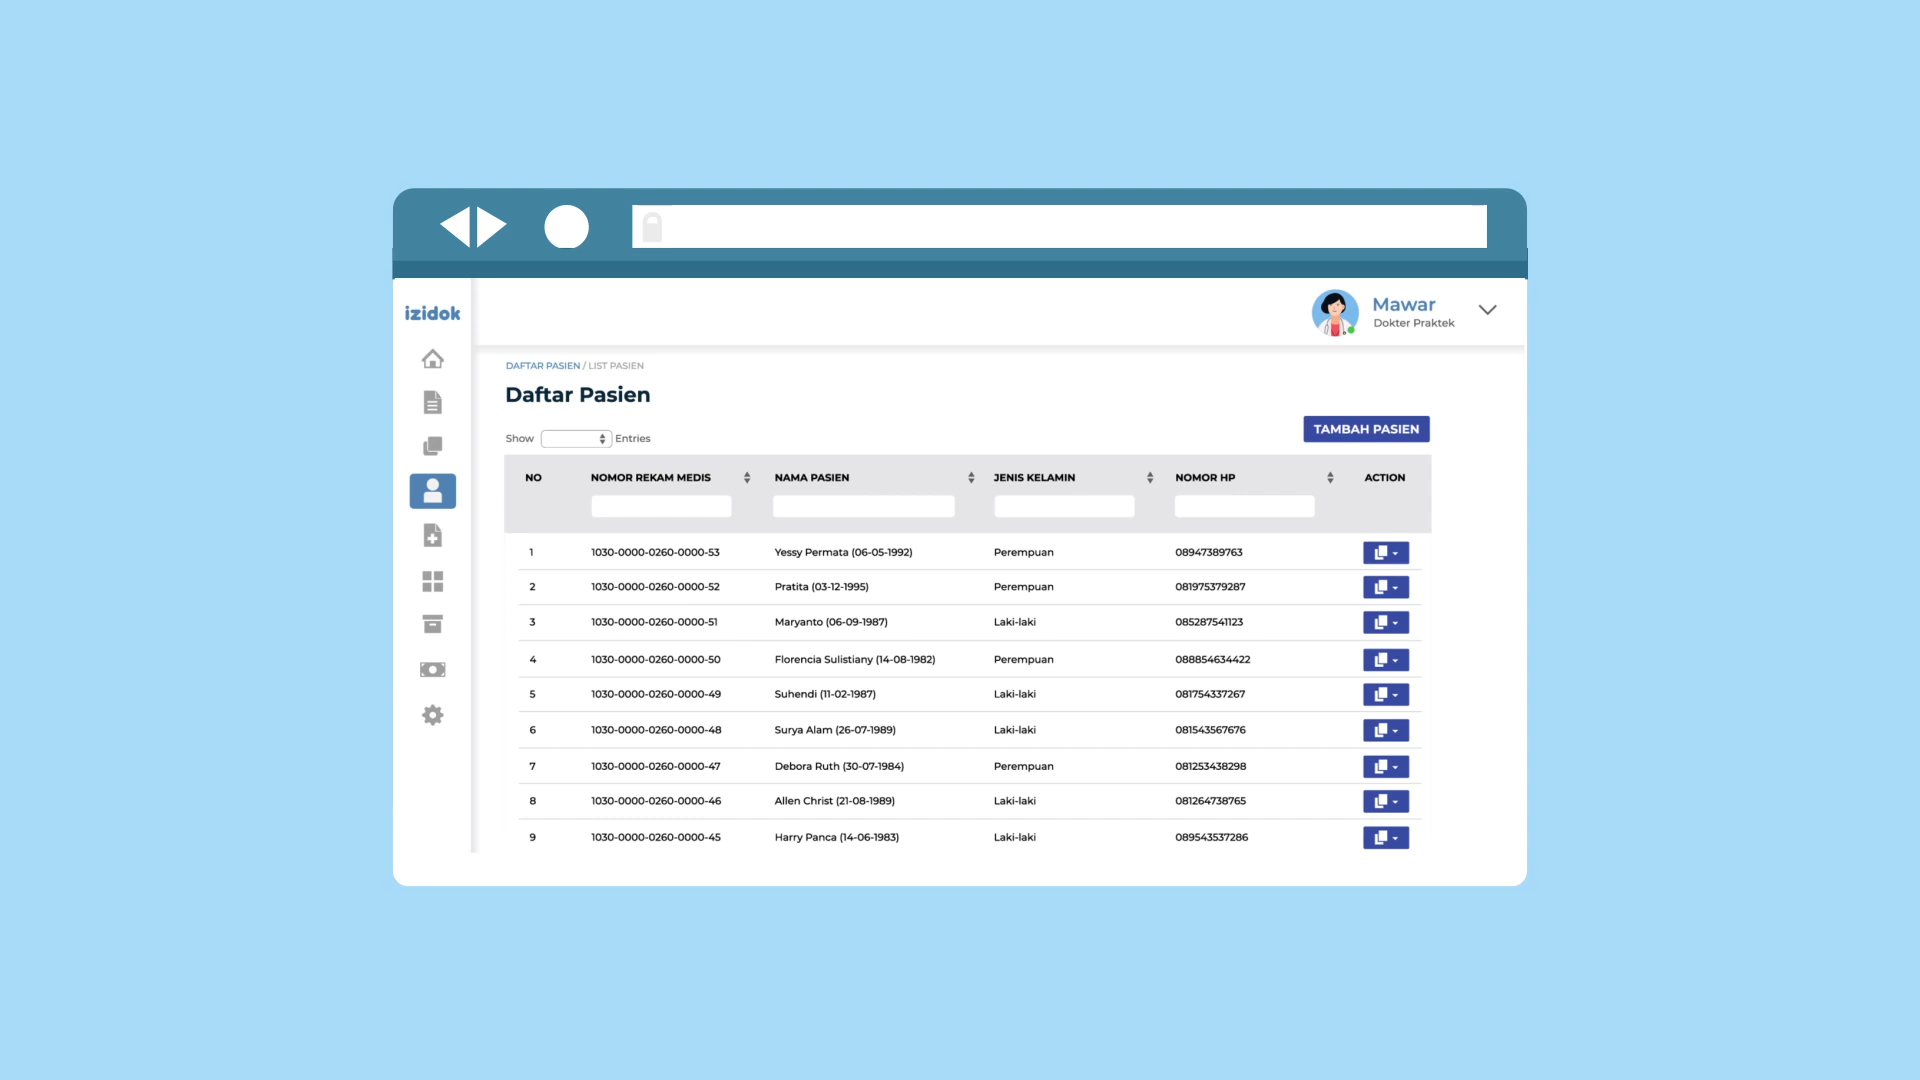 izidok
Mawar
Dokter Praktek
DAFTAR PASIEN / LIST PASIEN
Daftar Pasien
Show Entries
TAMBAH PASIEN
NO NOMOR REKAM MEDIS NAMA PASIEN JENIS KELAMIN NOMOR HP ACTION
1 1030-0000-0260-0000-53 Yessy Permata (06-05-1992) Perempuan 08947389763
2 1030-0000-0260-0000-52 Pratita (03-12-1995) Perempuan 081975379287
3 1030-0000-0260-0000-51 Maryanto (06-09-1987) Laki-laki 085287541123
4 1030-0000-0260-0000-50 Florencia Sulistiany (14-08-1982) Perempuan 088854634422
5 1030-0000-0260-0000-49 Suhendi (11-02-1987) Laki-laki 081754337267
6 1030-0000-0260-0000-48 Surya Alam (26-07-1989) Laki-laki 081543567676
7 1030-0000-0260-0000-47 Debora Ruth (30-07-1984) Perempuan 081253438298
8 1030-0000-0260-0000-46 Allen Christ (21-08-1989) Laki-laki 081264738765
9 1030-0000-0260-0000-45 Harry Panca (14-06-1983) Laki-laki 089543537286